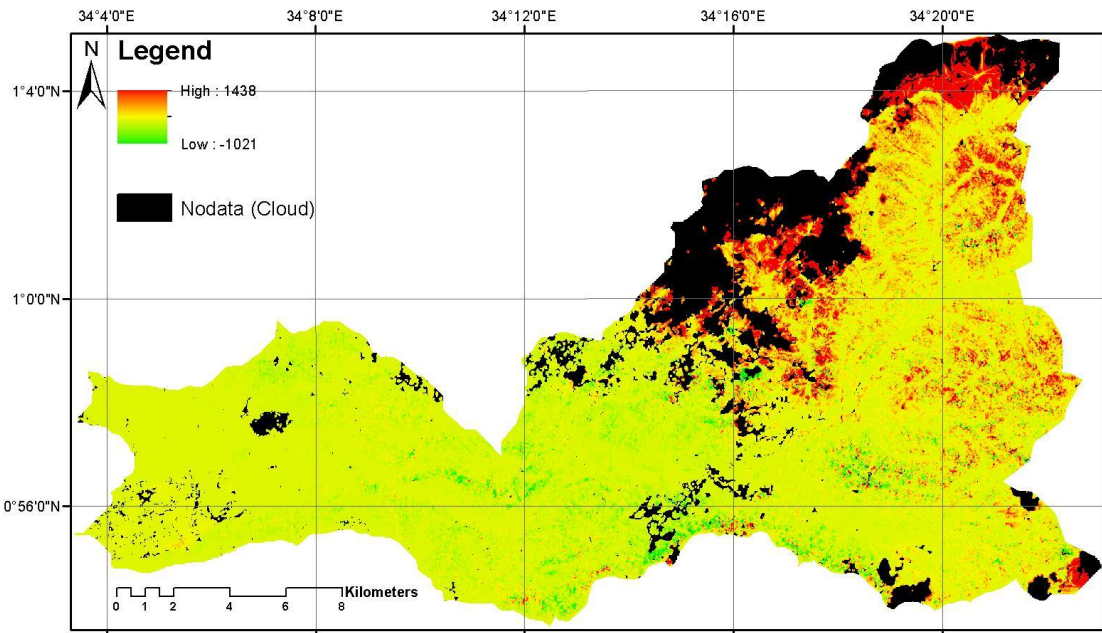 34°4'0"E 34°8'0"E 34°12'0"E 34°16'0"E 34°20'0"E
N Legend
High : 1438
1°4'0"N
Low : -1021
Nodata (Cloud)
1°0'0"N
0°56'0"N
Kilometers
0 1 2 4 6 8